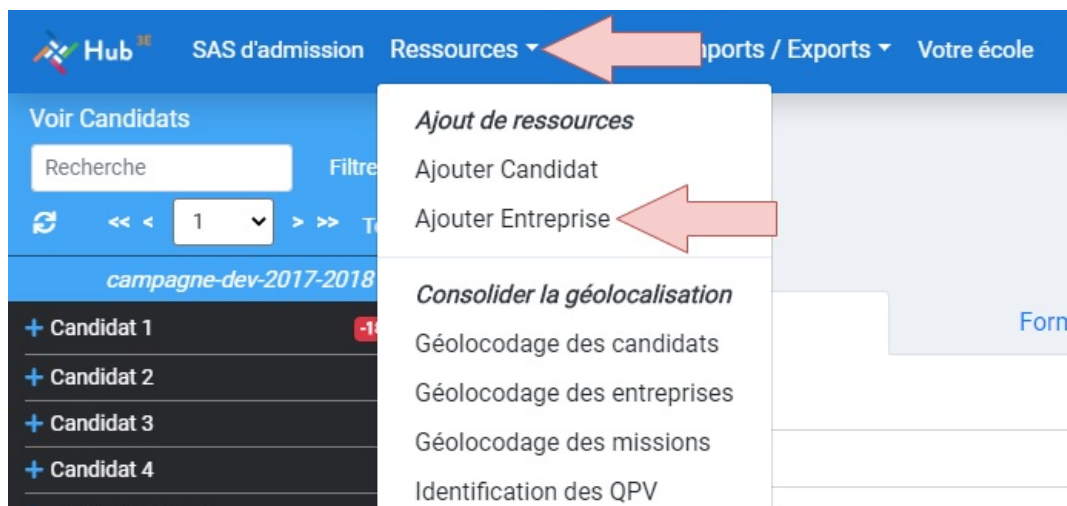 Hub 3E SAS d'admission Ressources Imports / Exports Votre école
Voir Candidats
Recherche
Filtre
<< < 1 > >>
campagne-dev-2017-2018
Candidat 1
Candidat 2
Candidat 3
Candidat 4
Ajout de ressources
Ajouter Candidat
Ajouter Entreprise
Consolider la géolocalisation
Géolocodage des candidats
Géolocodage des entreprises
Géolocodage des missions
Identification des QPV
Form